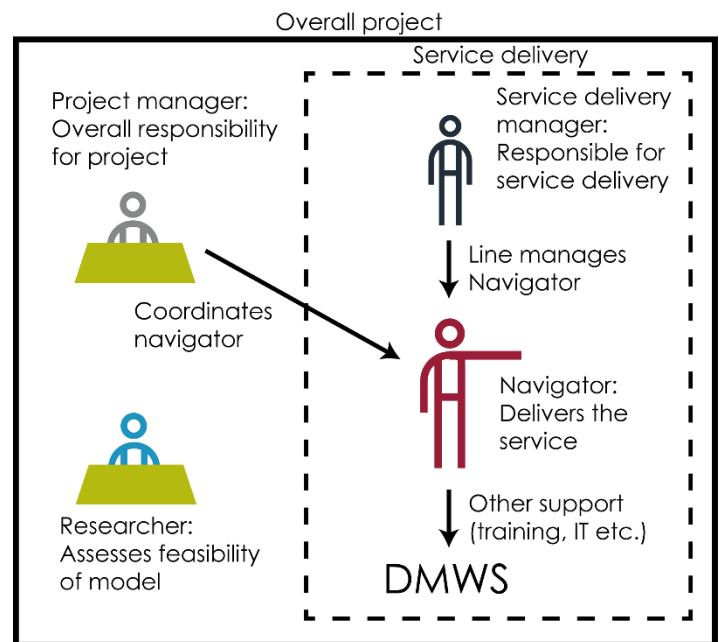 Overall project
Service delivery
Project manager:
Overall responsibility
for project
Service delivery
manager:
Responsible for
service delivery
Line manages
Navigator
Coordinates
navigator
Navigator:
Delivers the
service
Researcher:
Assesses feasibility
of model
Other support
(training, IT etc.)
DMWS